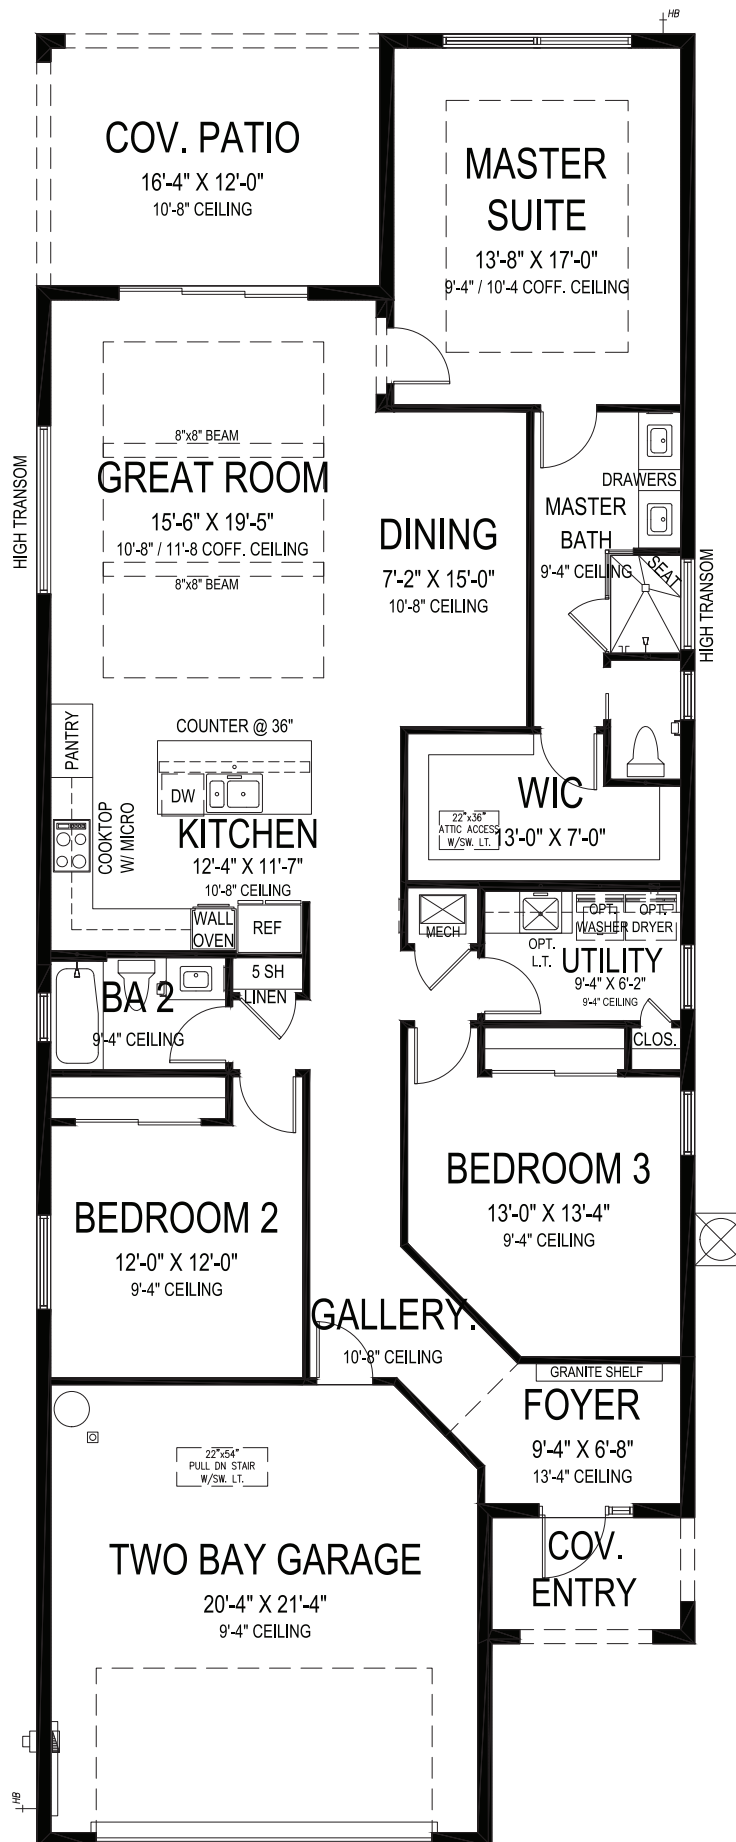 HB
COV. PATIO
16'-4" X 12'-0"
10'-8" CEILING
MASTER
SUITE
13'-8" X 17'-0"
9'-4" / 10'-4 COFF. CEILING
HIGH TRANSOM
8"x8" BEAM
GREAT ROOM
15'-6" X 19'-5"
10'-8" / 11'-8 COFF. CEILING
8"x8" BEAM
DINING
7'-2" X 15'-0"
10'-8" CEILING
DRAWERS
MASTER
BATH
9'-4" CEILING
SEAT
HIGH TRANSOM
PANTRY
COUNTER @ 36"
DW
COOKTOP
W/ MICRO
KITCHEN
12'-4" X 11'-7"
10'-8" CEILING
WALL
OVEN
REF
WIC
13'-0" X 7'-0"
22"x36"
ATTIC ACCESS
W/SW. LT.
MECH
OPT.
L.T.
OPT.
WASHER
OPT.
DRYER
UTILITY
9'-4" X 6'-2"
9'-4" CEILING
CLOS.
BA 2
9'-4" CEILING
5 SH
LINEN
BEDROOM 3
13'-0" X 13'-4"
9'-4" CEILING
BEDROOM 2
12'-0" X 12'-0"
9'-4" CEILING
GALLERY.
10'-8" CEILING
GRANITE SHELF
FOYER
9'-4" X 6'-8"
13'-4" CEILING
22"x54"
PULL DN STAIR
W/SW. LT.
COV.
ENTRY
TWO BAY GARAGE
20'-4" X 21'-4"
9'-4" CEILING
HB